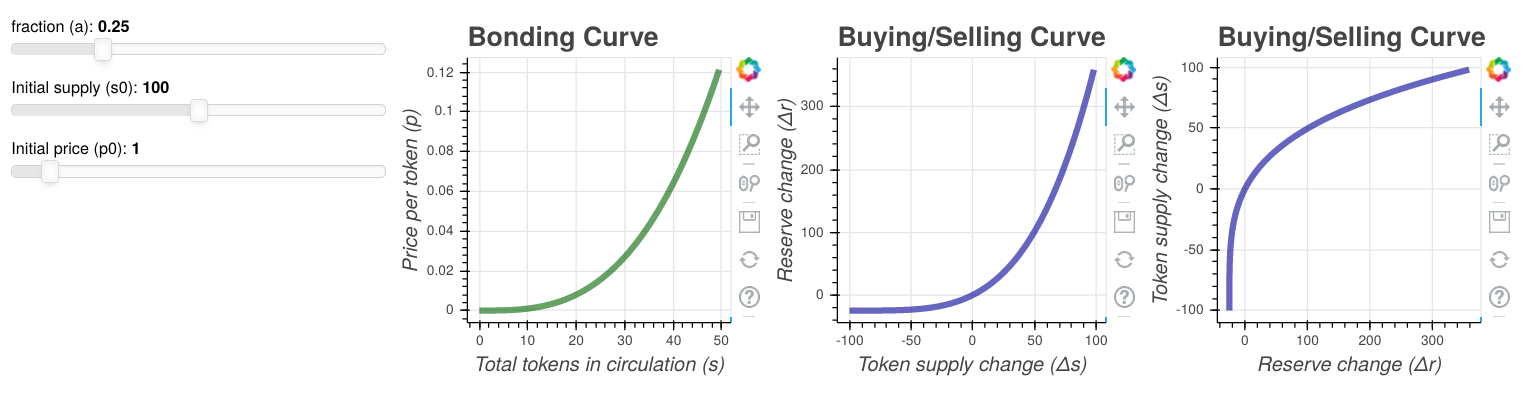 fraction (a): 0.25
Initial supply (s0): 100
Initial price (p0): 1
Bonding Curve
Price per token (p)
0.12
0.1
0.08
0.06
0.04
0.02
0
0 10 20 30 40 50
Total tokens in circulation (s)
?
Buying/Selling Curve
Reserve change (Δr)
300
200
100
0
-100 -50 0 50 100
Token supply change (Δs)
?
Buying/Selling Curve
Token supply change (Δs)
100
50
0
-50
-100
0 100 200 300
Reserve change (Δr)
?